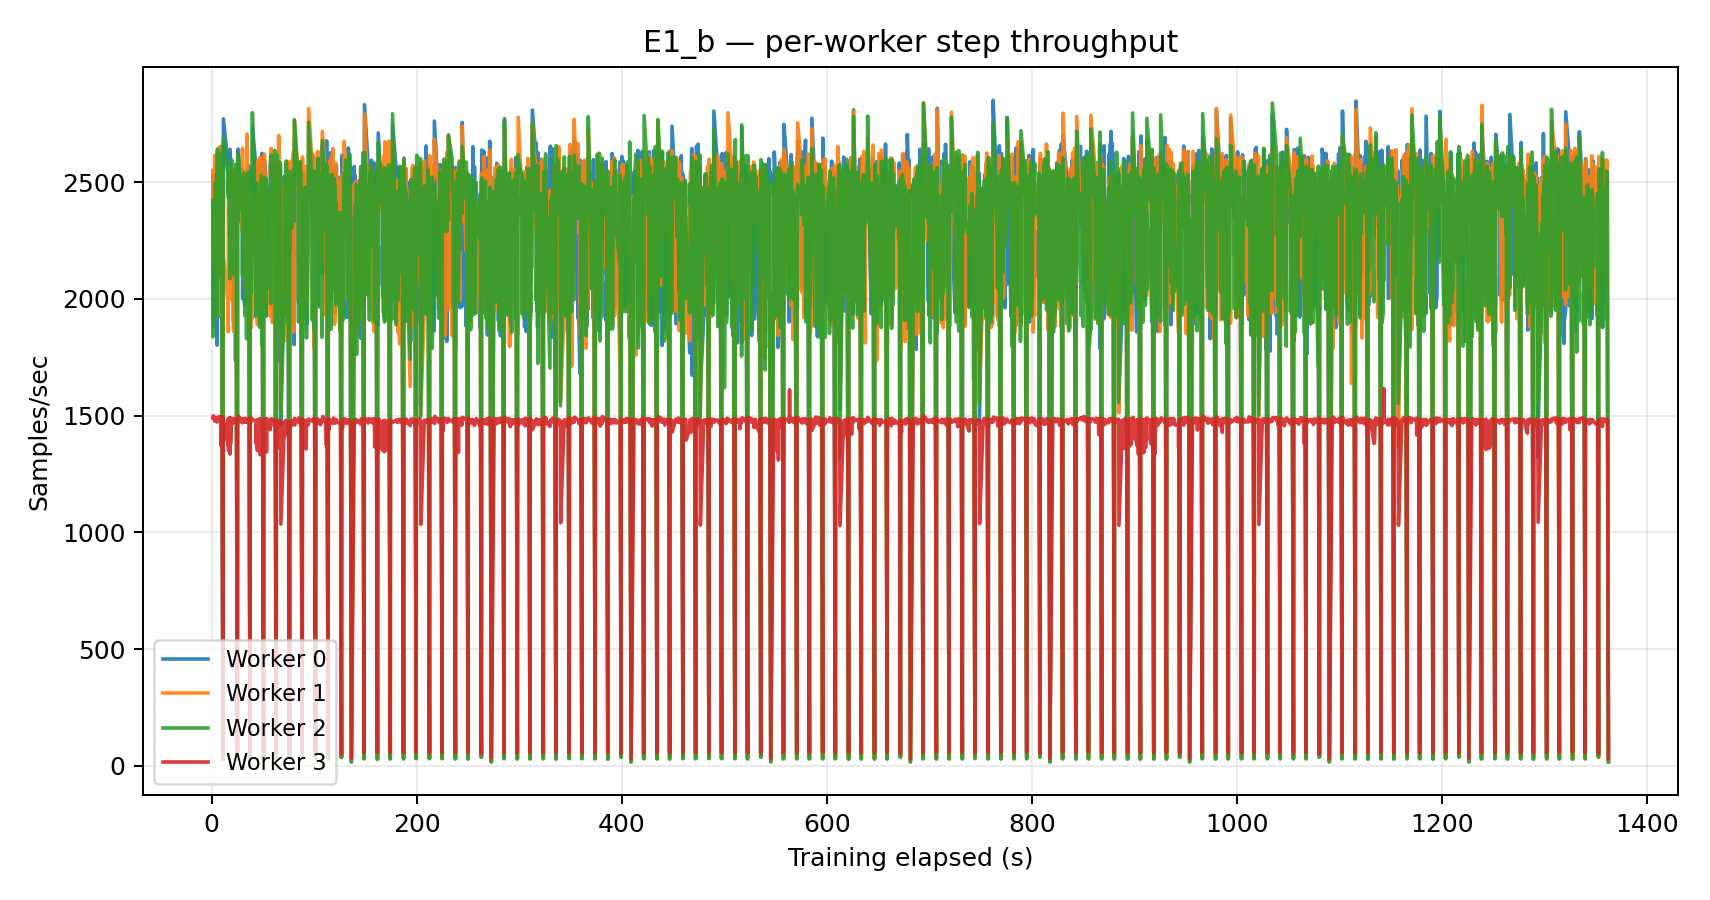 E1_b — per-worker step throughput
Samples/sec
2500
2000
1500
1000
500
0
Worker 0
Worker 1
Worker 2
Worker 3
0 200 400 600 800 1000 1200 1400
Training elapsed (s)